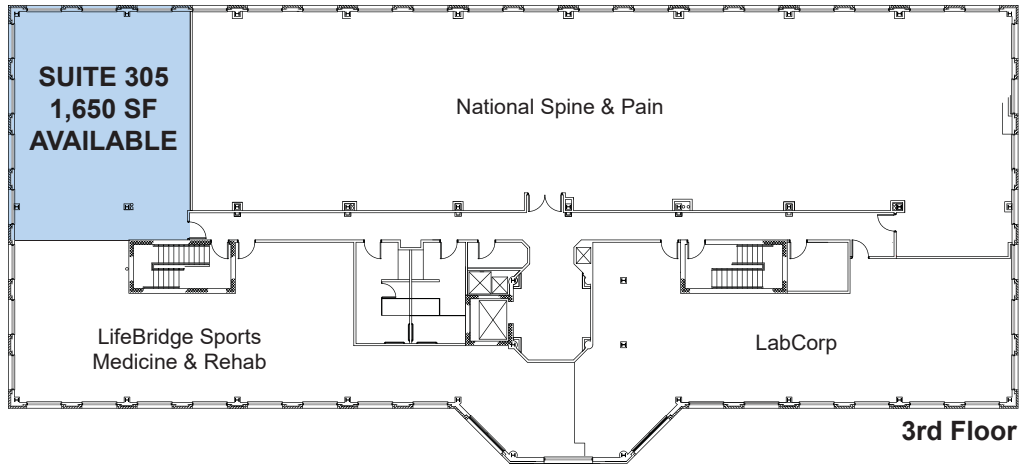 SUITE 305
1,650 SF
AVAILABLE
National Spine & Pain
LifeBridge Sports
Medicine & Rehab
LabCorp
3rd Floor